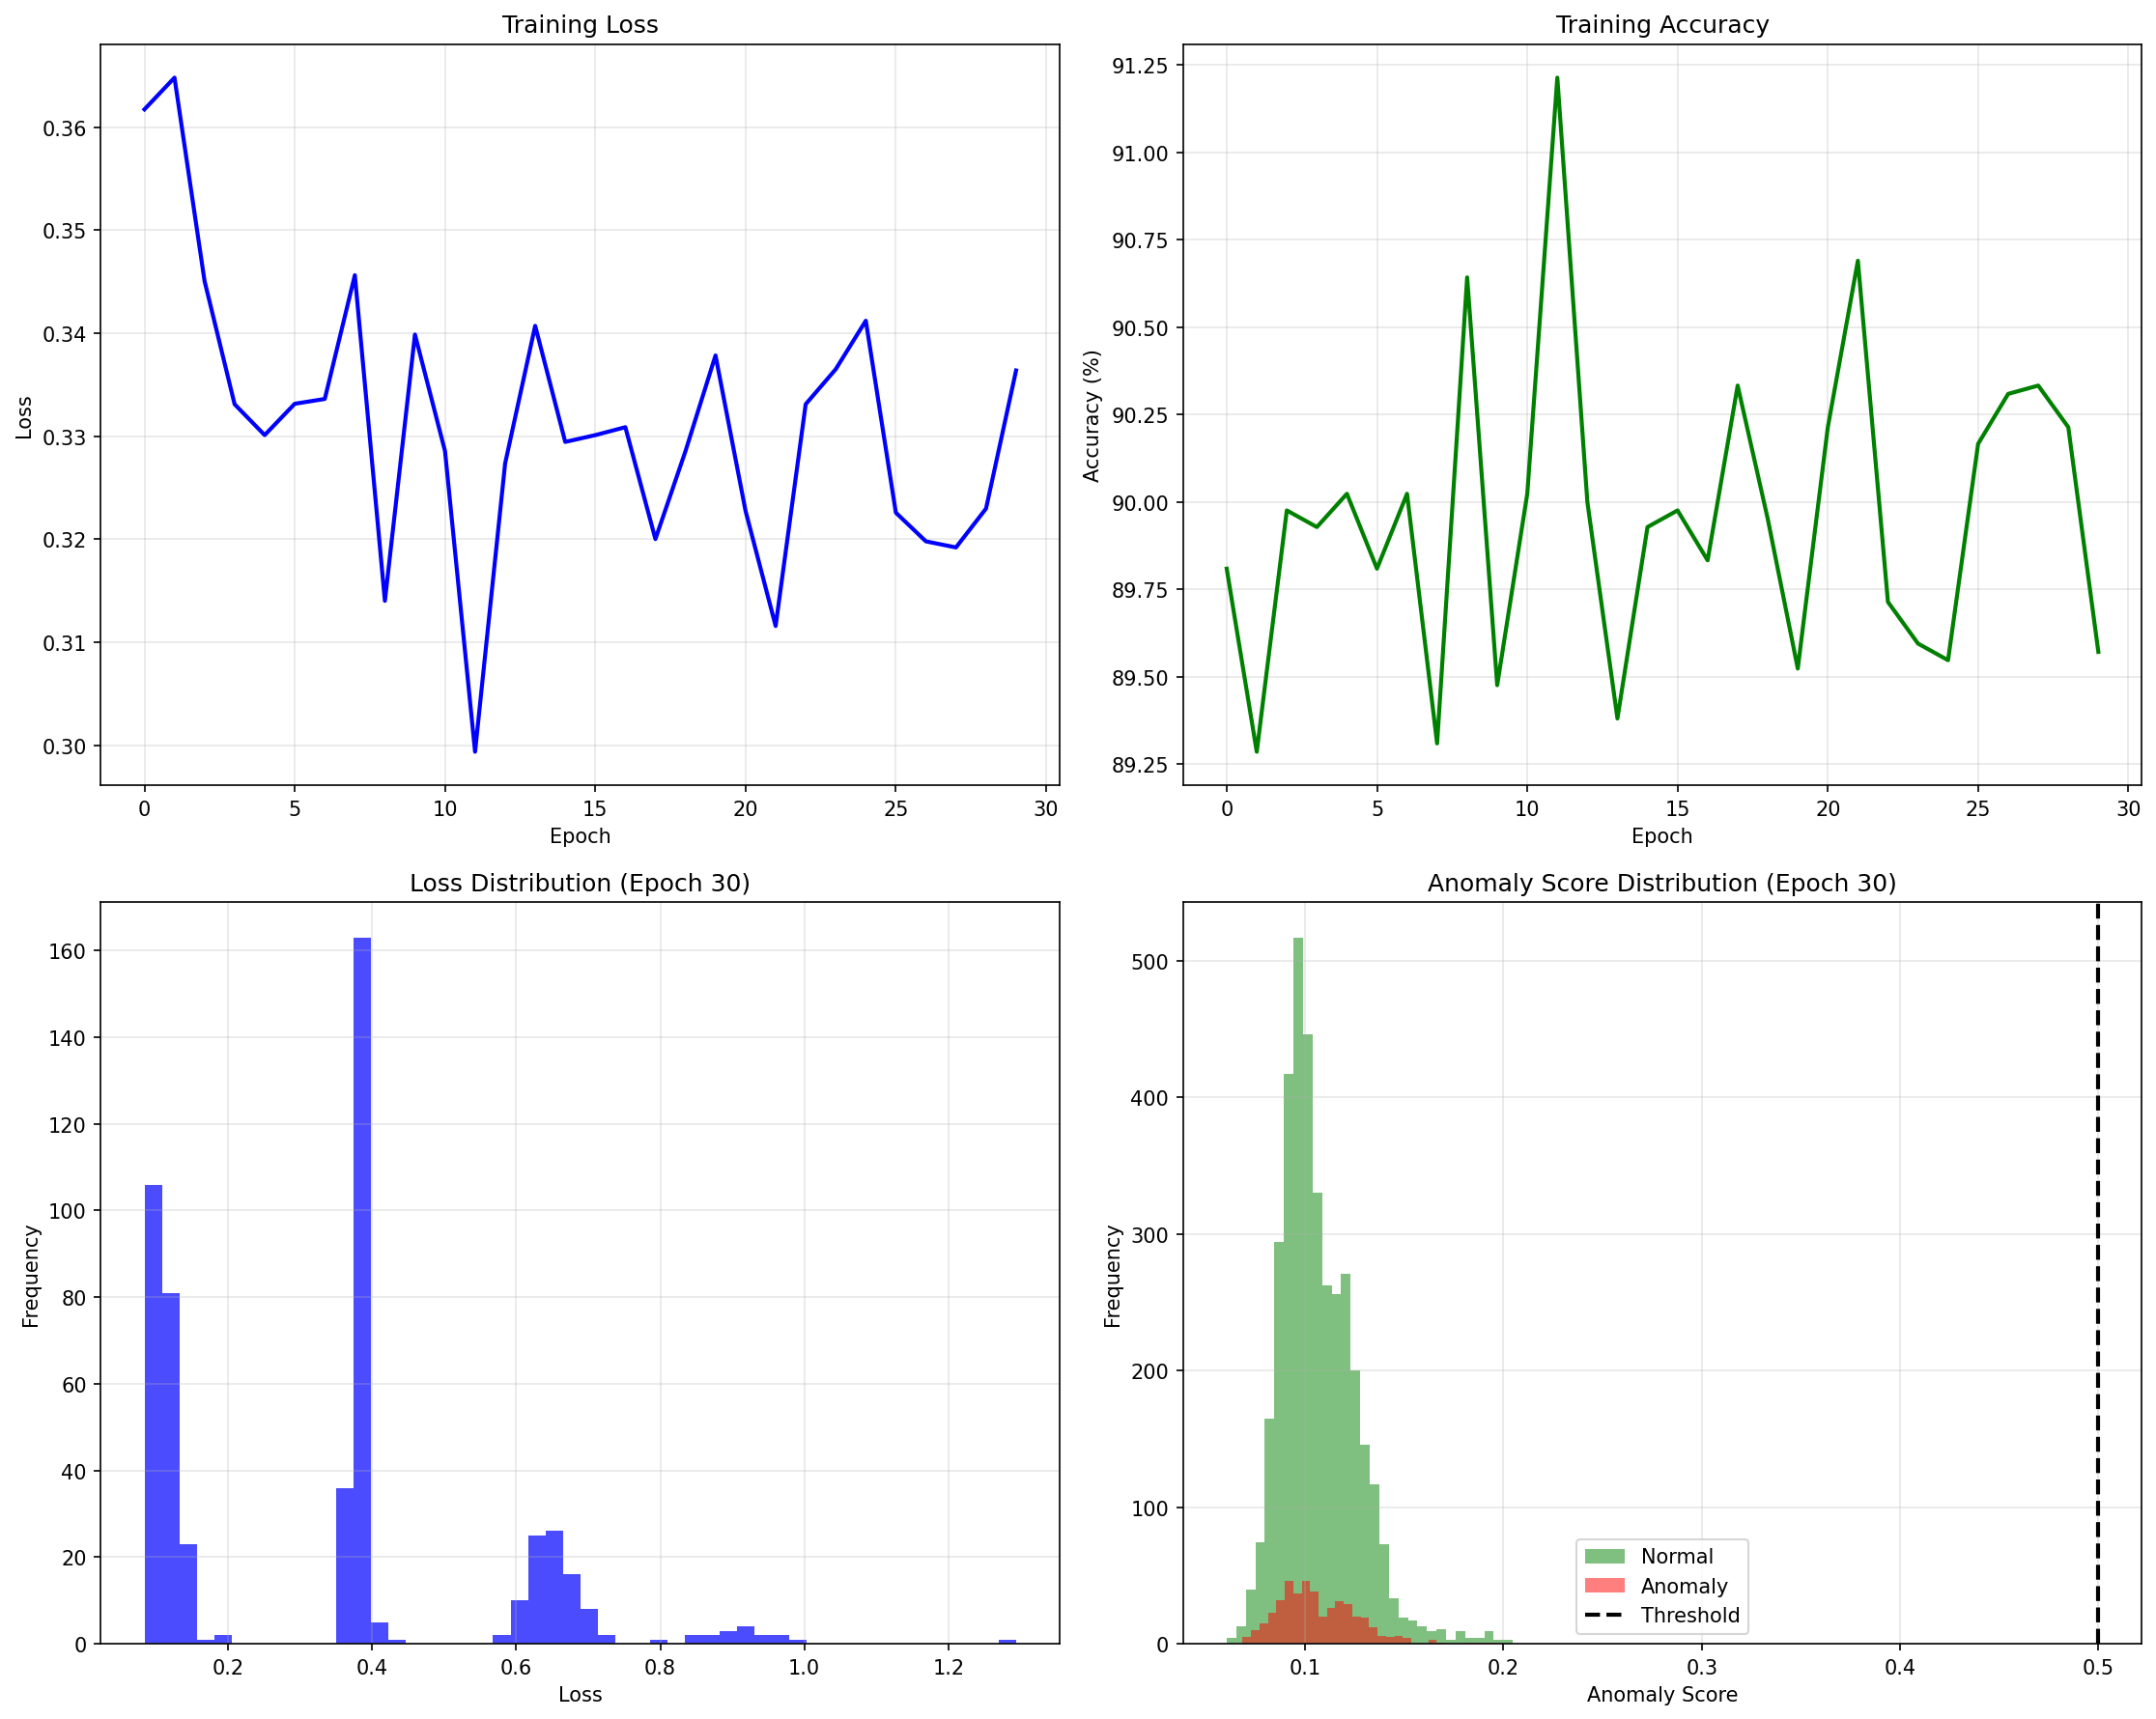 Training Loss
Loss
0.36
0.35
0.34
0.33
0.32
0.31
0.30
0 5 10 15 20 25 30
Epoch
Training Accuracy
Accuracy (%)
91.25
91.00
90.75
90.50
90.25
90.00
89.75
89.50
89.25
0 5 10 15 20 25 30
Epoch
Loss Distribution (Epoch 30)
Frequency
160
140
120
100
80
60
40
20
0
0.2 0.4 0.6 0.8 1.0 1.2
Loss
Anomaly Score Distribution (Epoch 30)
Frequency
500
400
300
200
100
0
Normal
Anomaly
Threshold
0.1 0.2 0.3 0.4 0.5
Anomaly Score